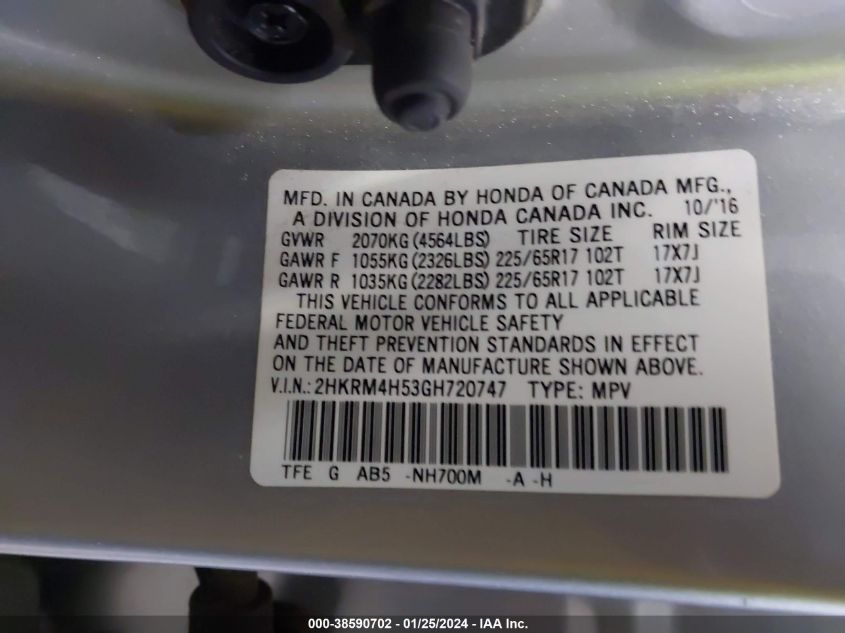 MFD. IN CANADA BY HONDA OF CANADA MFG.,
A DIVISION OF HONDA CANADA INC. 10/'16
GVWR 2070KG (4564LBS) TIRE SIZE RIM SIZE
GAWR F 1055KG (2326LBS) 225/65R17 102T 17X7J
GAWR R 1035KG (2282LBS) 225/65R17 102T 17X7J
THIS VEHICLE CONFORMS TO ALL APPLICABLE
FEDERAL MOTOR VEHICLE SAFETY
AND THEFT PREVENTION STANDARDS IN EFFECT
ON THE DATE OF MANUFACTURE SHOWN ABOVE.
V.I.N.: 2HKRM4H53GH720747 TYPE: MPV
TFE G AB5 -NH700M -A -H
000-38590702 - 01/25/2024 - IAA Inc.